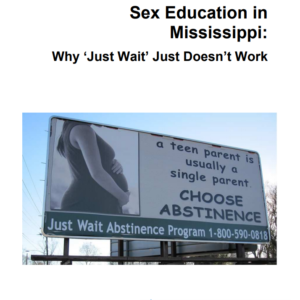 Sex Education in
Mississippi:
Why ‘Just Wait’ Just Doesn’t Work
a teen parent is
usually a
single parent
CHOOSE
ABSTINENCE
Just Wait Abstinence Program 1-800-590-0818